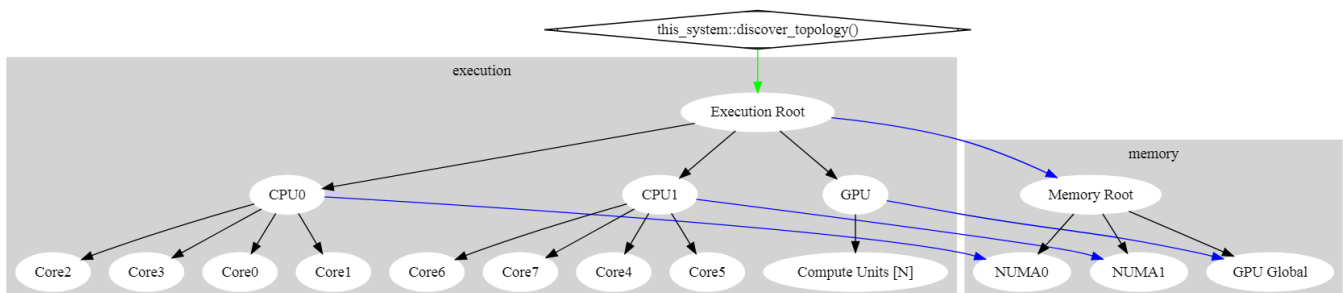 this_system::discover_topology()
execution
Execution Root
memory
CPU0
CPU1
GPU
Memory Root
Core2
Core3
Core0
Core1
Core6
Core7
Core4
Core5
Compute Units [N]
NUMA0
NUMA1
GPU Global